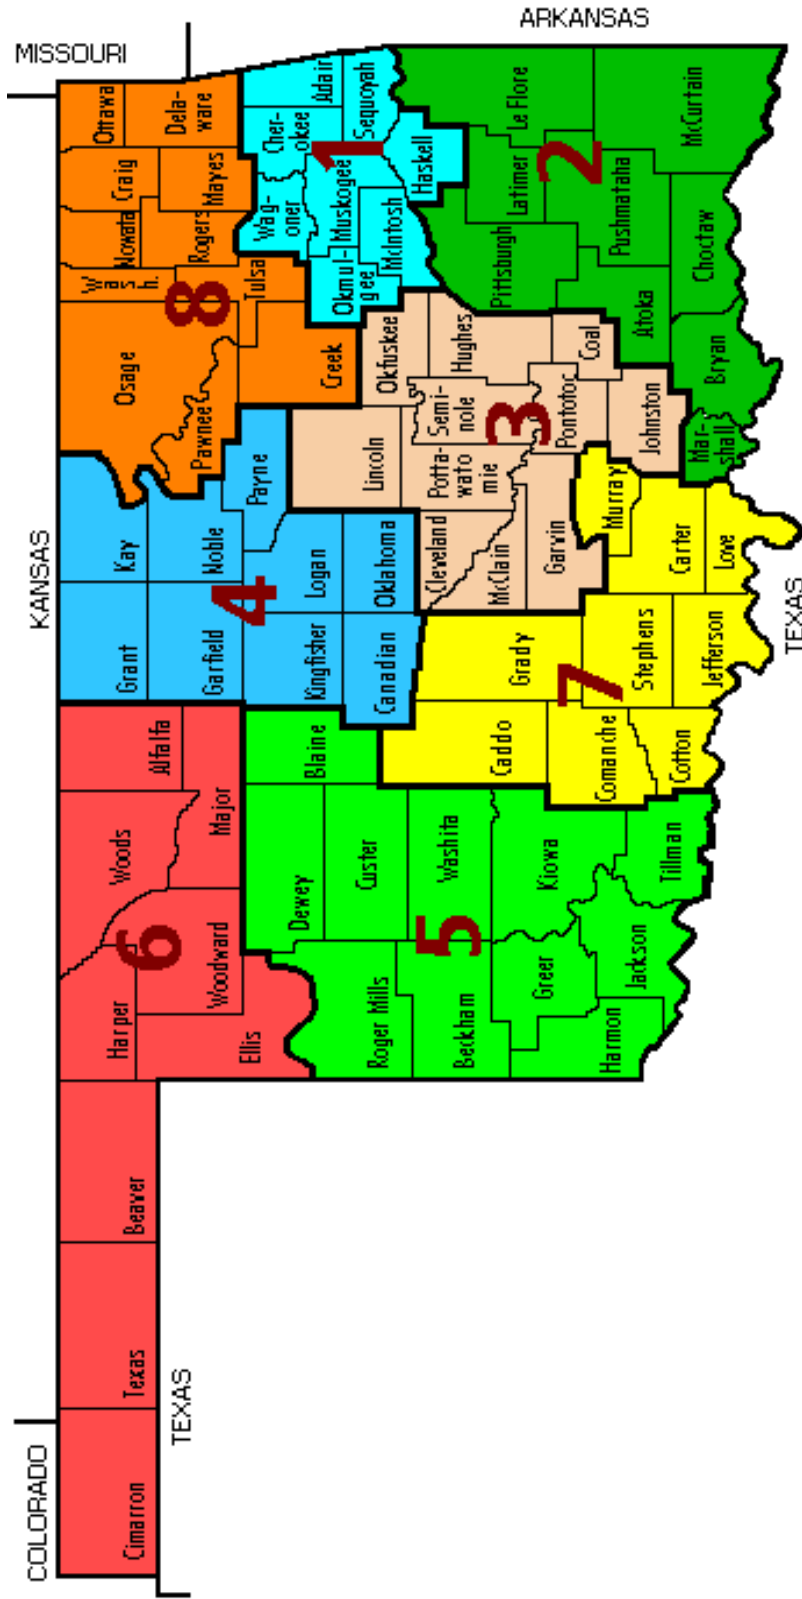 COLORADO
KANSAS
MISSOURI
ARKANSAS
TEXAS
TEXAS
Cimarron
Texas
Beaver
Harper
Woods
Alfalfa
6
Woodward
Major
Ellis
Grant
Kay
Garfield
Noble
4
Payne
Kingfisher
Logan
Canadian
Oklahoma
Osage
Wash.
Nowata
Craig
Ottawa
Pawnee
8
Rogers
Mayes
Dela-
ware
Tulsa
Creek
Wag-
oner
Cher-
okee
Adair
1
Okmul-
gee
Muskogee
Sequoyah
McIntosh
Haskell
Dewey
Blaine
Roger Mills
Custer
5
Beckham
Washita
Greer
Kiowa
Harmon
Jackson
Tillman
Caddo
Grady
7
Comanche
Stephens
Murray
Cotton
Jefferson
Carter
Love
Lincoln
Okfuskee
Cleveland
Potta-
wato
mie
Semi-
nole
Hughes
3
McClain
Garvin
Pontotoc
Coal
Johnston
Pittsburgh
Latimer
Le Flore
2
Atoka
Pushmataha
McCurtain
Mar-
shall
Bryan
Choctaw